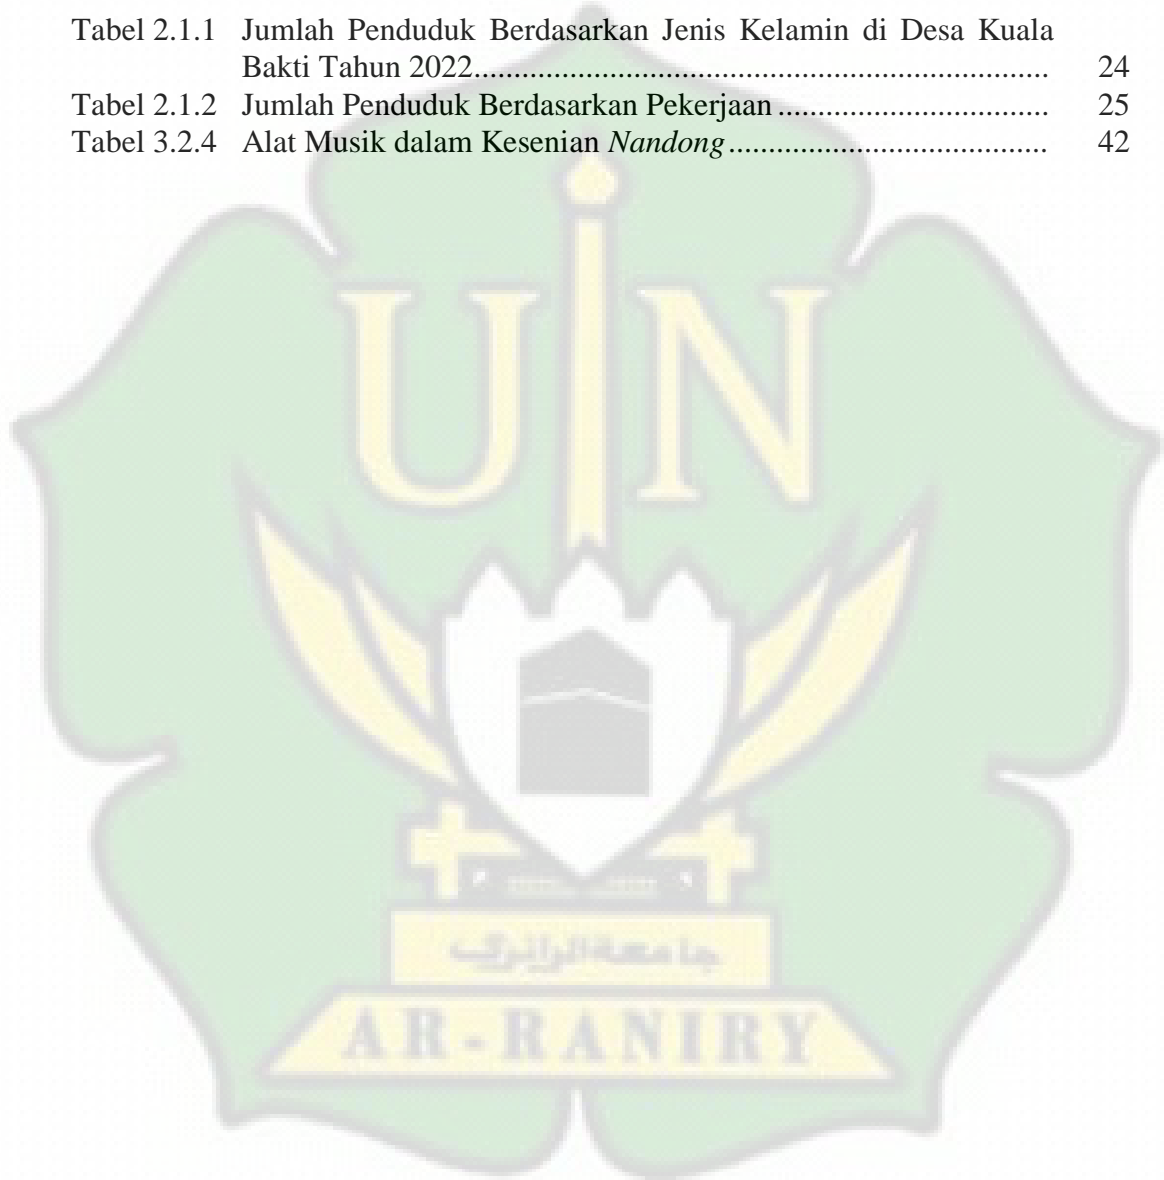 Tabel 2.1.1 Jumlah Penduduk Berdasarkan Jenis Kelamin di Desa Kuala
Bakti Tahun 2022........................................................................ 24
Tabel 2.1.2 Jumlah Penduduk Berdasarkan Pekerjaan .................................. 25
Tabel 3.2.4 Alat Musik dalam Kesenian Nandong........................................ 42
UIN
جامعة الرانري
AR-RANIRY